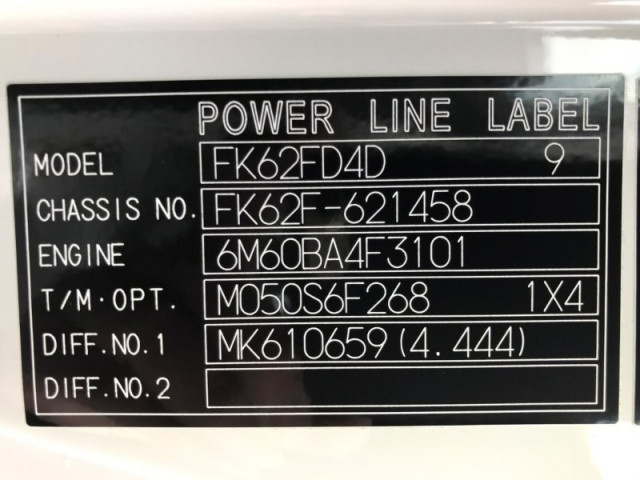 POWER LINE LABEL
MODEL FK62FD4D 9
CHASSIS NO. FK62F-621458
ENGINE 6M60BA4F3101
T/M·OPT. M050S6F268 1X4
DIFF.NO.1 MK610659(4.444)
DIFF.NO.2